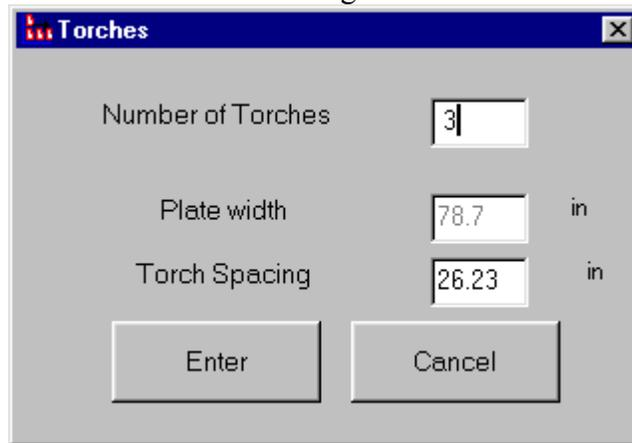 Torches
Number of Torches 3
Plate width 78.7 in
Torch Spacing 26.23 in
Enter Cancel